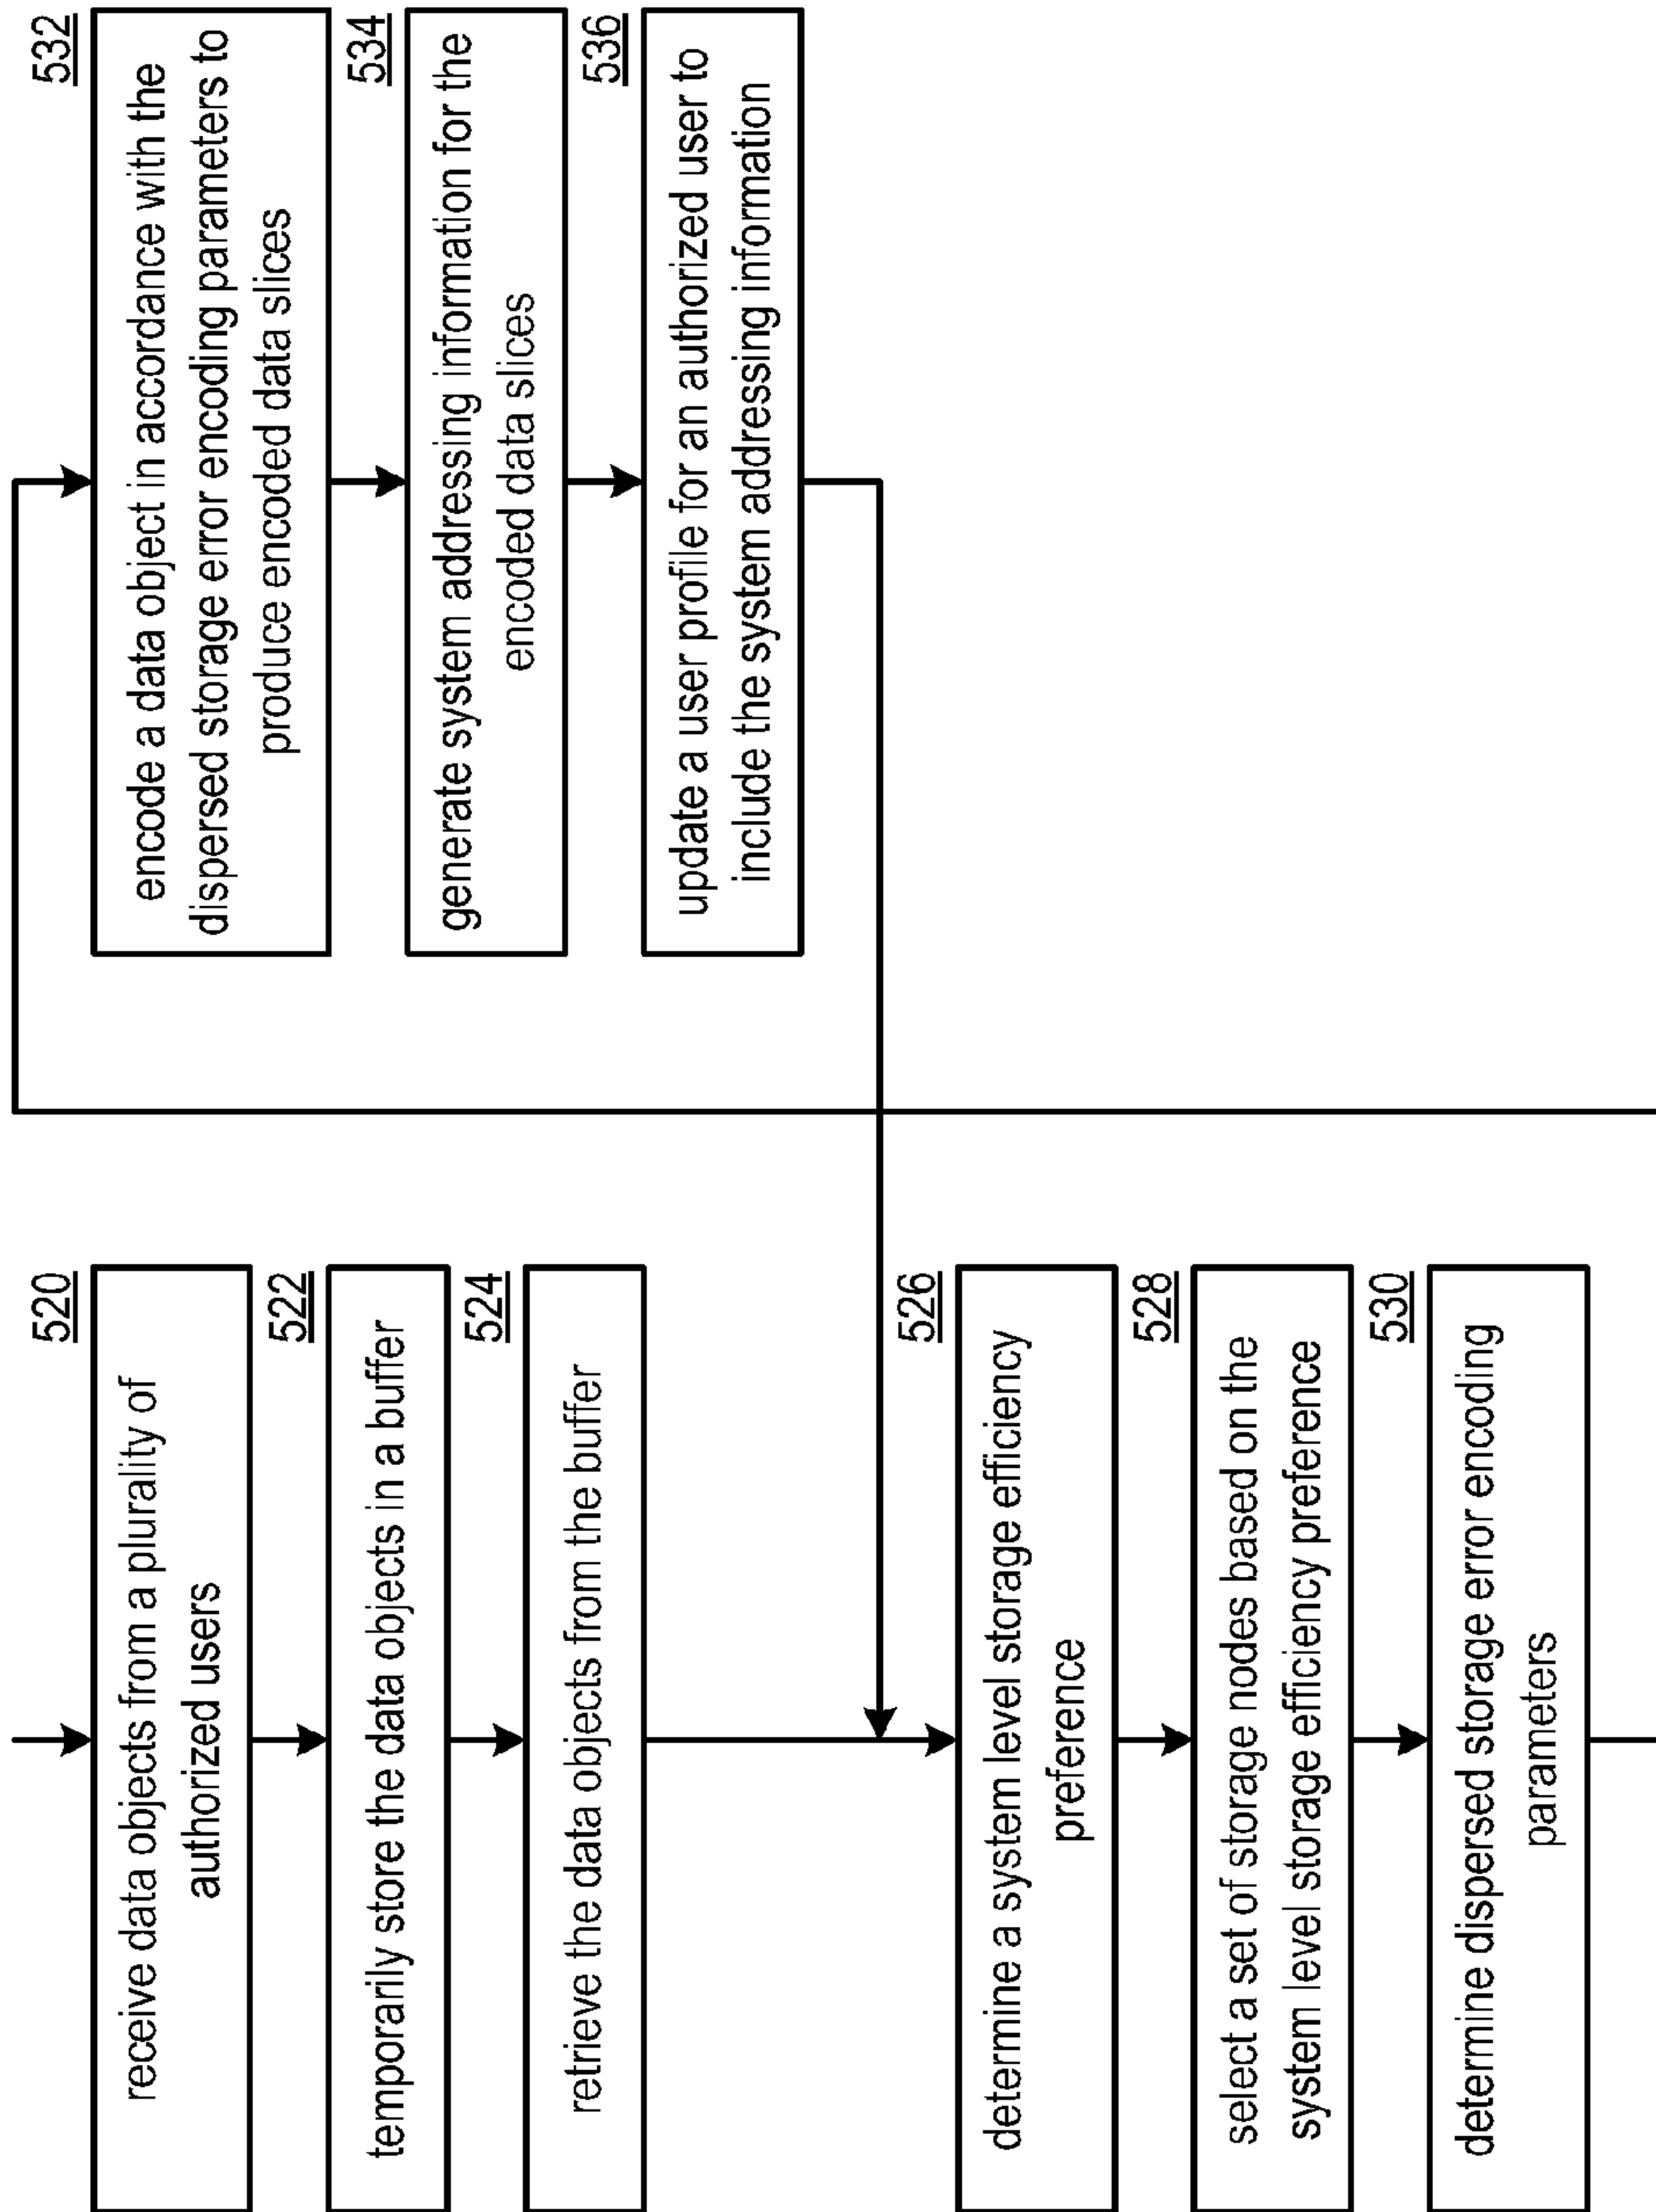 520
receive data objects from a plurality of
authorized users
522
temporarily store the data objects in a buffer
524
retrieve the data objects from the buffer
526
determine a system level storage efficiency
preference
528
select a set of storage nodes based on the
system level storage efficiency preference
530
determine dispersed storage error encoding
parameters
532
encode a data object in accordance with the
dispersed storage error encoding parameters to
produce encoded data slices
534
generate system addressing information for the
encoded data slices
536
update a user profile for an authorized user to
include the system addressing information